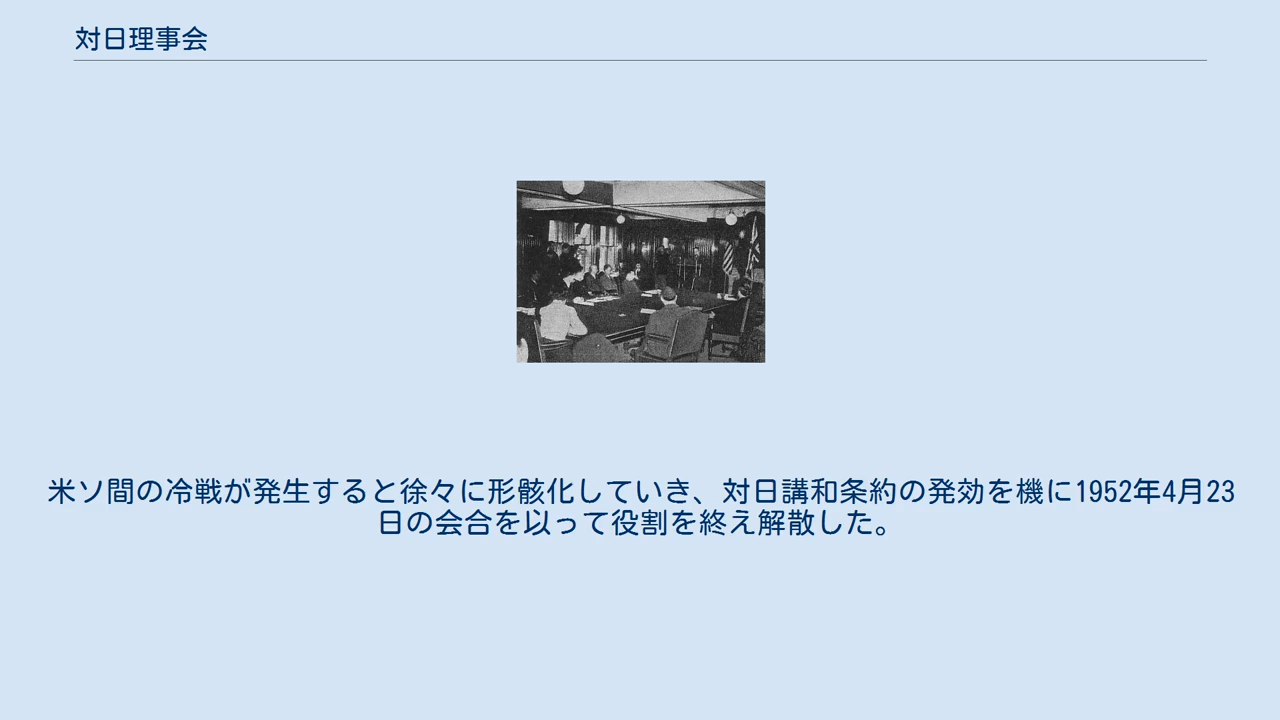 対日理事会
米ソ間の冷戦が発生すると徐々に形骸化していき、対日講和条約の発効を機に1952年4月23
日の会合を以って役割を終え解散した。